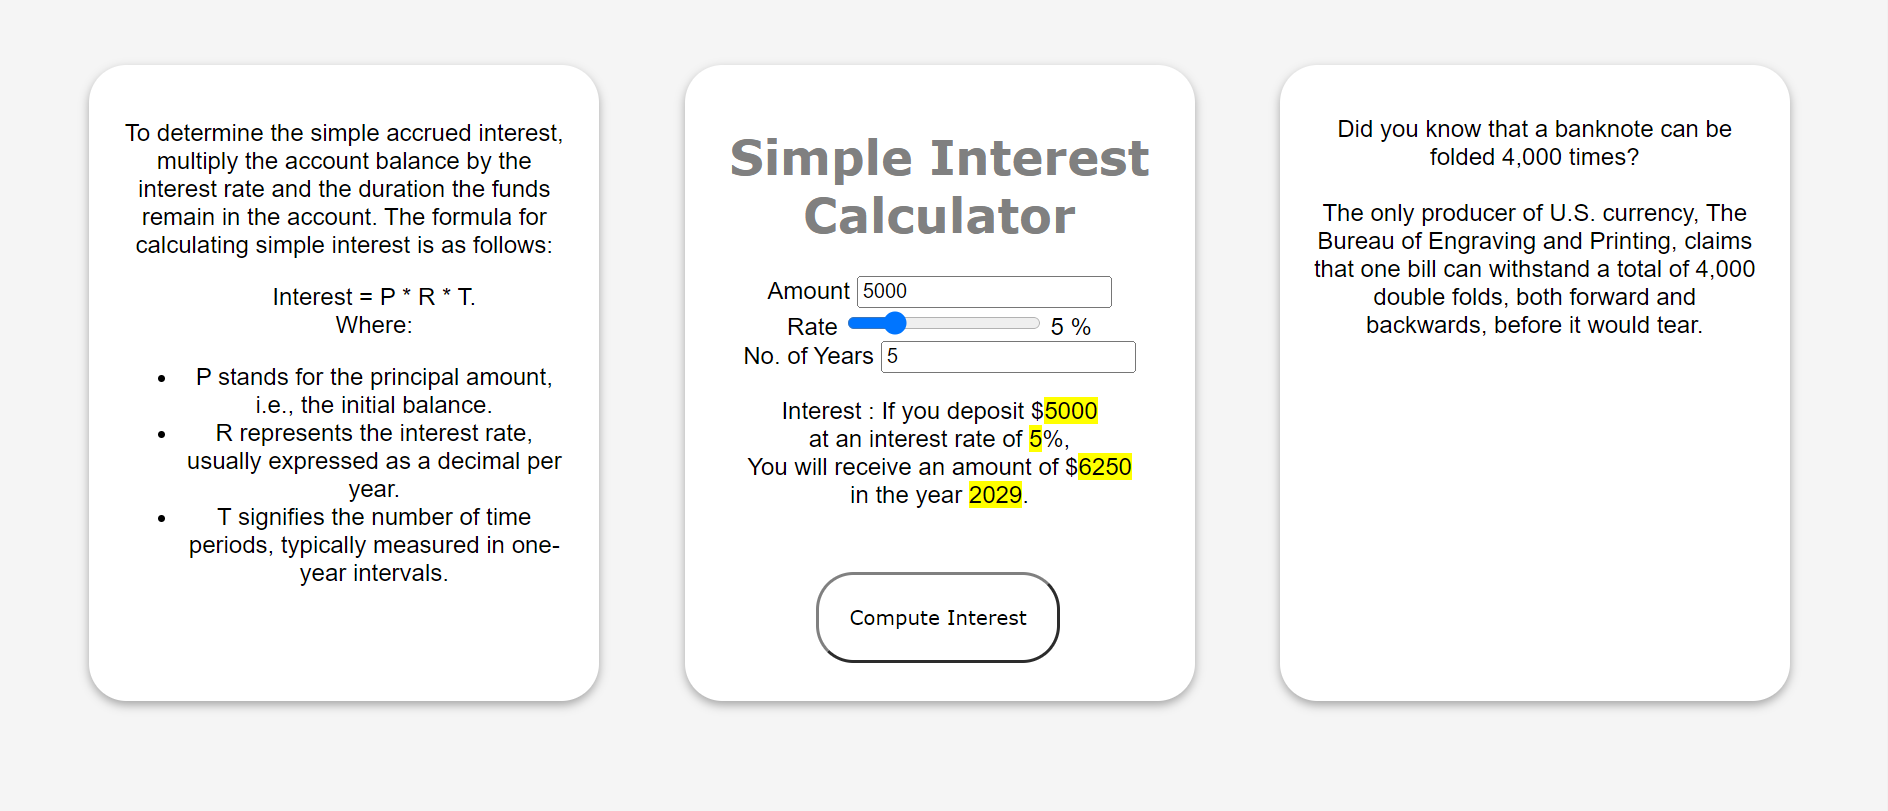 To determine the simple accrued interest,
multiply the account balance by the
interest rate and the duration the funds
remain in the account. The formula for
calculating simple interest is as follows:
Interest = P * R * T.
Where:
• P stands for the principal amount,
i.e., the initial balance.
• R represents the interest rate,
usually expressed as a decimal per
year.
• T signifies the number of time
periods, typically measured in one-
year intervals.
Simple Interest
Calculator
Amount 5000
Rate 5 %
No. of Years 5
Interest : If you deposit $5000
at an interest rate of 5%,
You will receive an amount of $6250
in the year 2029.
Compute Interest
Did you know that a banknote can be
folded 4,000 times?
The only producer of U.S. currency, The
Bureau of Engraving and Printing, claims
that one bill can withstand a total of 4,000
double folds, both forward and
backwards, before it would tear.